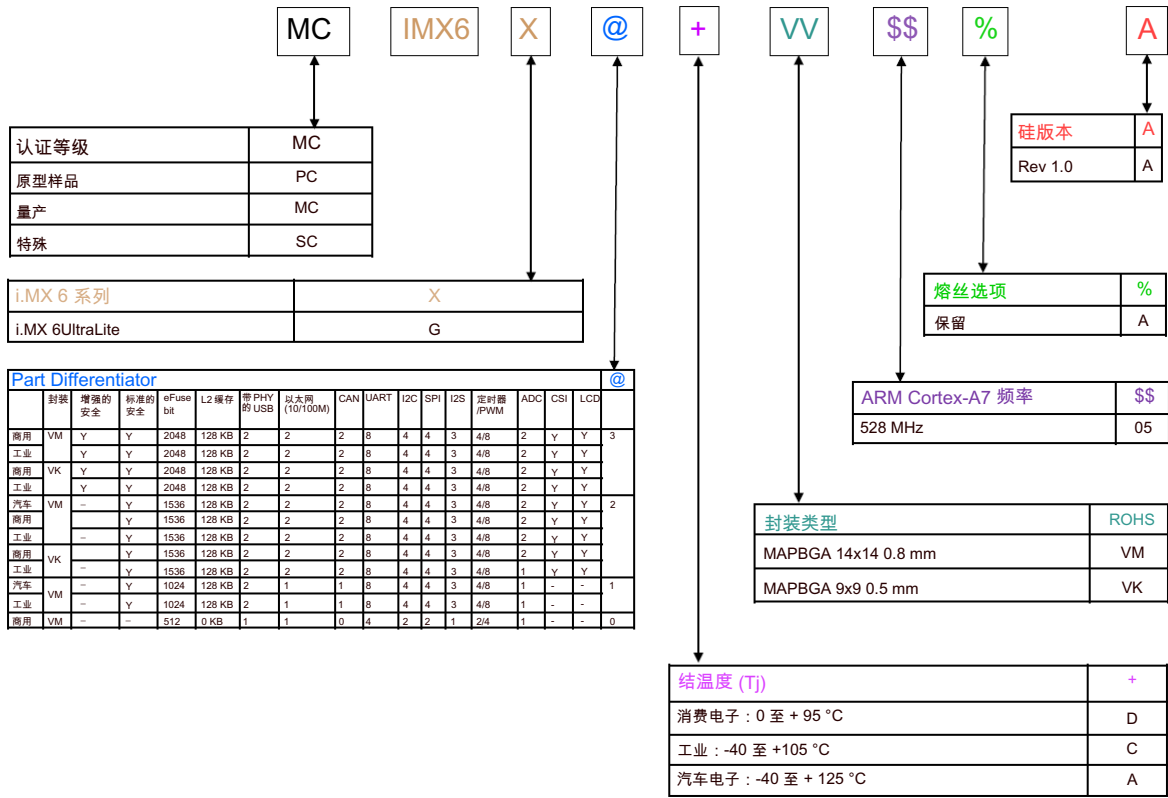 MC IMX6 X @ + VV $$ % A
认证等级 MC
原型样品 PC
量产 MC
特殊 SC
硅版本 A
Rev 1.0 A
i.MX 6 系列 X
i.MX 6UltraLite G
熔丝选项 %
保留 A
Part Differentiator @
封装 增强的安全 标准的安全 eFuse bit L2 缓存 带 PHY 的 USB 以太网 (10/100M) CAN UART I2C SPI I2S 定时器 /PWM ADC CSI LCD
商用 VM Y Y 2048 128 KB 2 2 2 8 4 4 3 4/8 2 Y Y 3
工业 Y Y 2048 128 KB 2 2 2 8 4 4 3 4/8 2 Y Y
商用 VK Y Y 2048 128 KB 2 2 2 8 4 4 3 4/8 2 Y Y
工业 Y Y 2048 128 KB 2 2 2 8 4 4 3 4/8 2 Y Y
汽车 VM – Y 1536 128 KB 2 2 2 8 4 4 3 4/8 2 Y Y 2
商用 Y 1536 128 KB 2 2 2 8 4 4 3 4/8 2 Y Y
工业 – Y 1536 128 KB 2 2 2 8 4 4 3 4/8 2 Y Y
商用 VK Y 1536 128 KB 2 2 2 8 4 4 3 4/8 2 Y Y
工业 – Y 1536 128 KB 2 2 2 8 4 4 3 4/8 1 Y Y
汽车 VM – Y 1024 128 KB 2 1 1 8 4 4 3 4/8 1 - - 1
工业 – Y 1024 128 KB 2 1 1 8 4 4 3 4/8 1 - -
商用 VM – – 512 0 KB 1 1 0 4 2 2 1 2/4 1 - - 0
ARM Cortex-A7 频率 $$
528 MHz 05
封装类型 ROHS
MAPBGA 14x14 0.8 mm VM
MAPBGA 9x9 0.5 mm VK
结温度 (Tj) +
消费电子：0 至 + 95 °C D
工业：-40 至 +105 °C C
汽车电子：-40 至 + 125 °C A